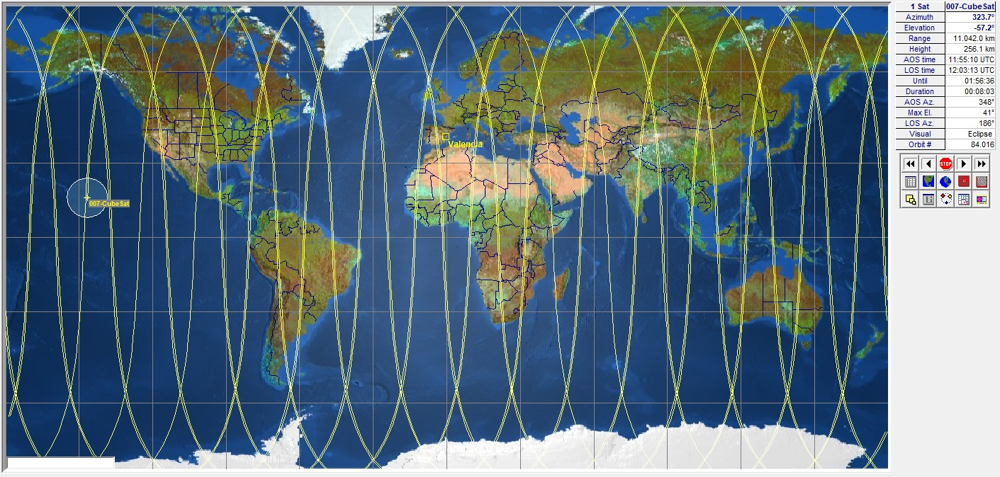 1 Sat 007-CubeSat
Azimuth 323.7°
Elevation -57.2°
Range 11.042.0 km
Height 256.1 km
AOS time 11:55:10 UTC
LOS time 12:03:13 UTC
Until 01:56:36
Duration 00:08:03
AOS Az. 348°
Max El. 41°
LOS Az. 186°
Visual Eclipse
Orbit # 84.016
STOP
Valencia
007-CubeSat